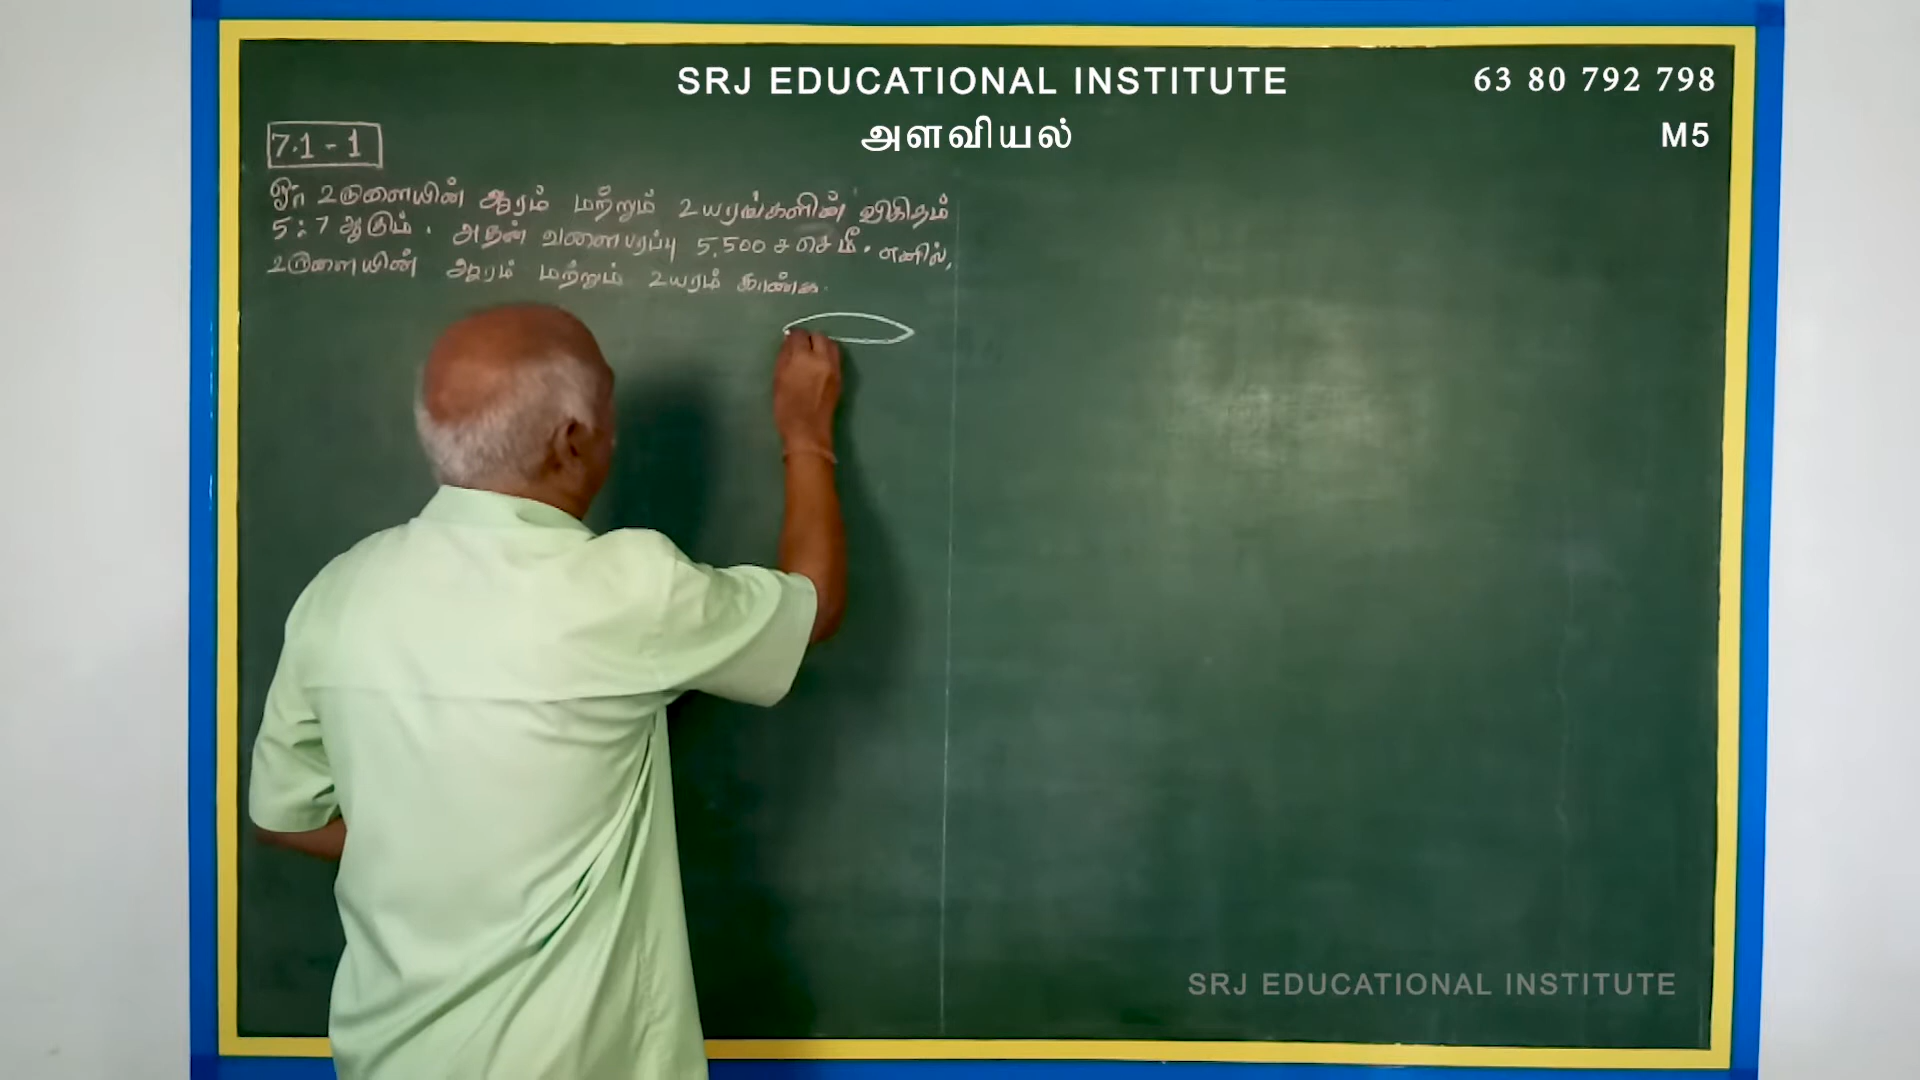 SRJ EDUCATIONAL INSTITUTE
63 80 792 798
அளவியல்
M5
7.1 - 1
ஓர் உருளையின் ஆரம் மற்றும் உயரங்களின் விகிதம்
5:7 ஆகும். அதன் வளைபரப்பு 5,500 ச செ மீ. எனில்,
உருளையின் ஆரம் மற்றும் உயரம் காண்க.
SRJ EDUCATIONAL INSTITUTE